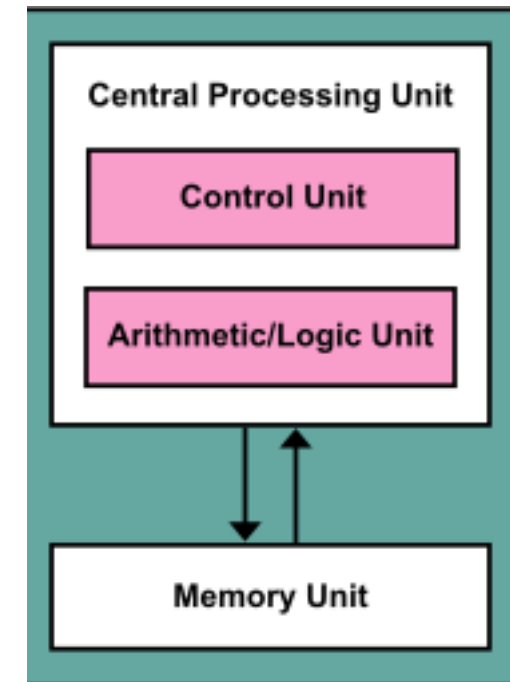 Central Processing Unit
Control Unit
Arithmetic/Logic Unit
Memory Unit